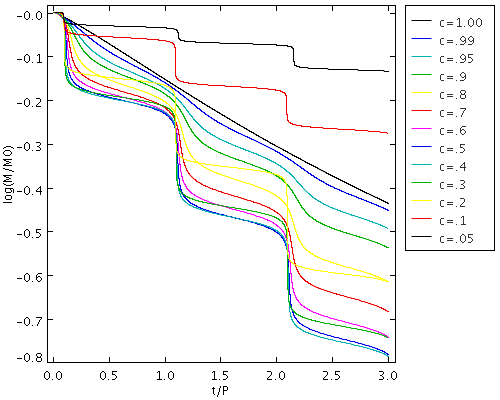 -0.0
-0.1
-0.2
-0.3
-0.4
-0.5
-0.6
-0.7
-0.8
log(M/M0)
0.0 0.5 1.0 1.5 2.0 2.5 3.0
t/P
c=1.00
c=.99
c=.95
c=.9
c=.8
c=.7
c=.6
c=.5
c=.4
c=.3
c=.2
c=.1
c=.05